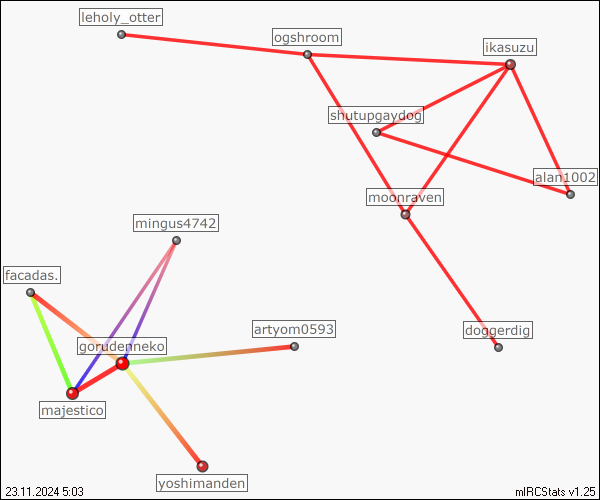 leholy_otter
ogshroom
ikasuzu
shutupgaydog
alan1002
moonraven
mingus4742
facadas.
artyom0593
doggerdig
gorudenneko
majestico
yoshimanden
23.11.2024 5:03
mIRCStats v1.25